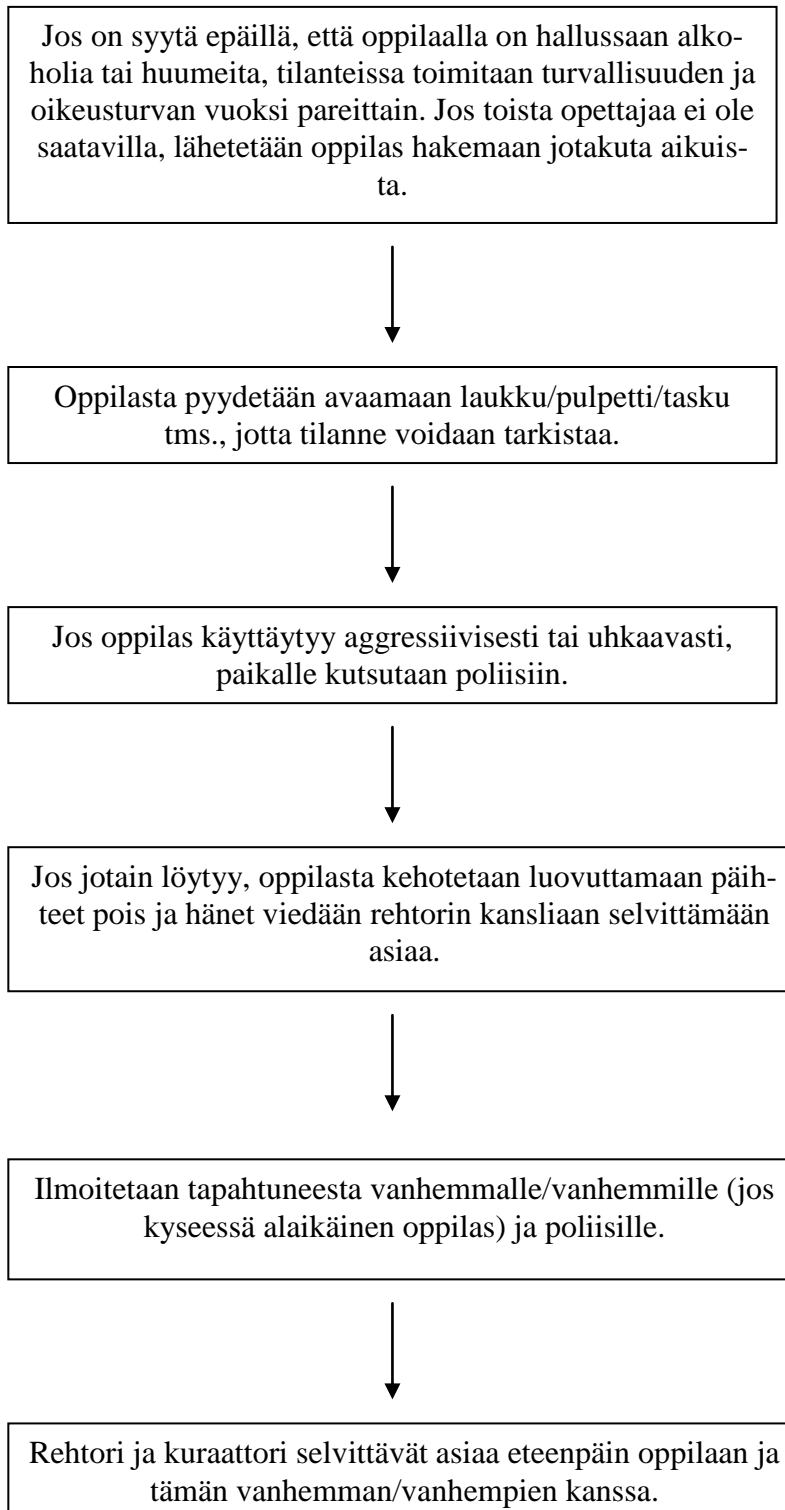 Jos on syytä epäillä, että oppilaalla on hallussaan alko-
holia tai huumeita, tilanteissa toimitaan turvallisuuden ja
oikeusturvan vuoksi pareittain. Jos toista opettajaa ei ole
saatavilla, lähetetään oppilas hakemaan jotakuta aikuis-
ta.
Oppilasta pyydetään avaamaan laukku/pulpetti/tasku
tms., jotta tilanne voidaan tarkistaa.
Jos oppilas käyttäytyy aggressiivisesti tai uhkaavasti,
paikalle kutsutaan poliisiin.
Jos jotain löytyy, oppilasta kehotetaan luovuttamaan päih-
teet pois ja hänet viedään rehtorin kansliaan selvittämään
asiaa.
Ilmoitetaan tapahtuneesta vanhemmalle/vanhemmille (jos
kyseessä alaikäinen oppilas) ja poliisille.
Rehtori ja kuraattori selvittävät asiaa eteenpäin oppilaan ja
tämän vanhemman/vanhempien kanssa.